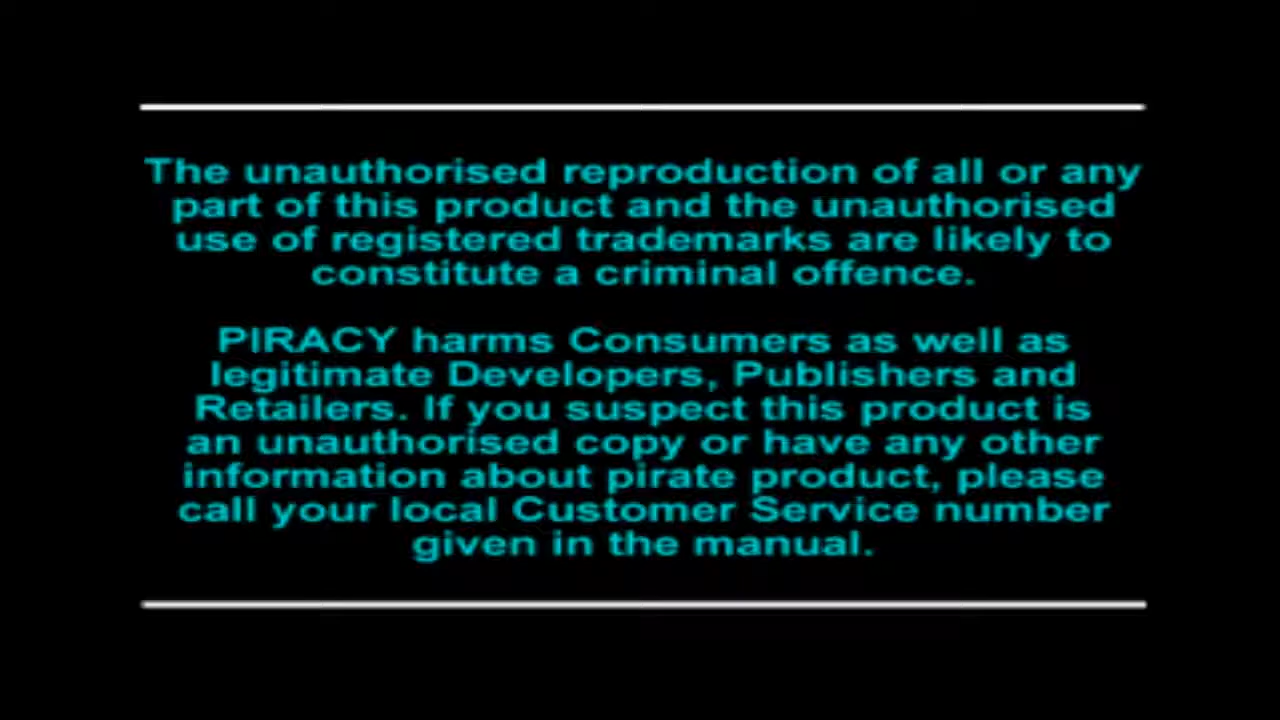 The unauthorised reproduction of all or any
part of this product and the unauthorised
use of registered trademarks are likely to
constitute a criminal offence.
PIRACY harms Consumers as well as
legitimate Developers, Publishers and
Retailers. If you suspect this product is
an unauthorised copy or have any other
information about pirate product, please
call your local Customer Service number
given in the manual.